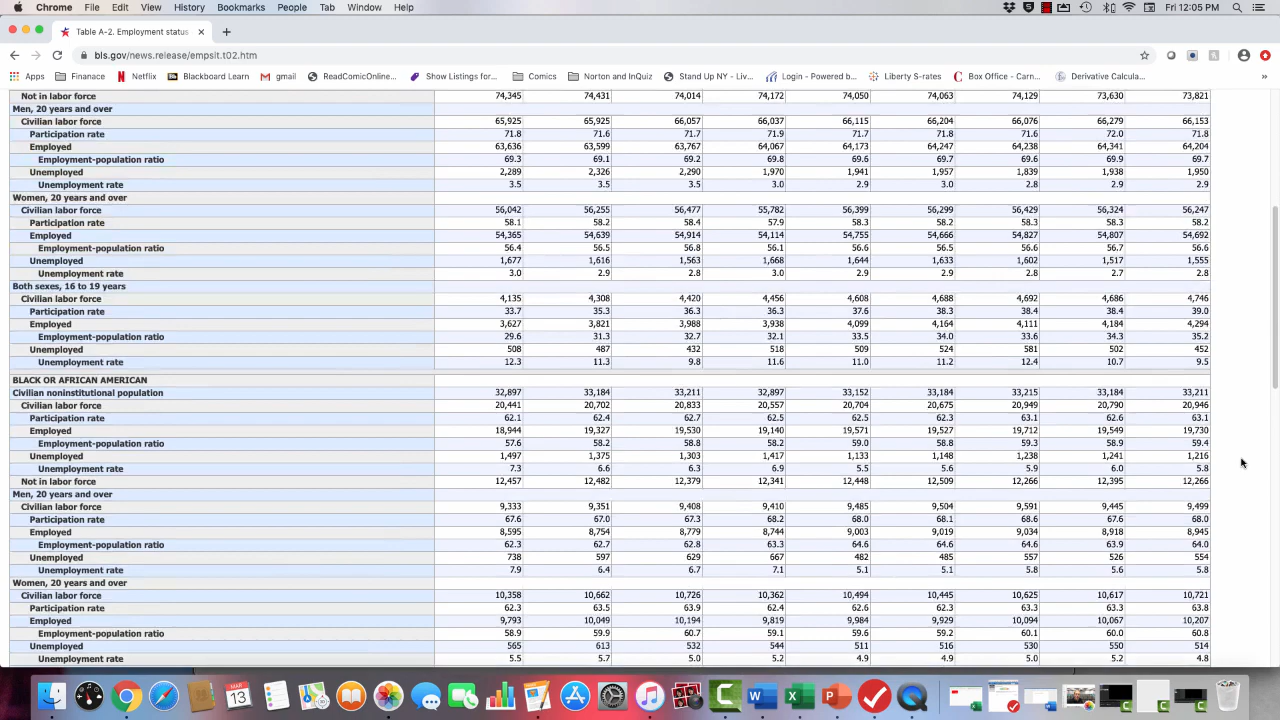 Chrome File Edit View History Bookmarks People Tab Window Help 5 Fri 12:05 PM
Table A-2. Employment status
bls.gov/news.release/empsit.t02.htm
Apps Finance Netflix Blackboard Learn gmail ReadComicOnline... Show Listings for... Comics Norton and InQuiz Stand Up NY - Liv... Login - Powered b... Liberty S-rates Box Office - Carn... Derivative Calcula... »
Not in labor force 74,345 74,431 74,014 74,172 74,050 74,063 74,129 73,630 73,821
Men, 20 years and over
Civilian labor force 65,925 65,925 66,057 66,037 66,115 66,204 66,076 66,279 66,153
Participation rate 71.8 71.6 71.7 71.9 71.7 71.8 71.6 72.0 71.8
Employed 63,636 63,599 63,767 64,067 64,173 64,247 64,238 64,341 64,204
Employment-population ratio 69.3 69.1 69.2 69.8 69.6 69.7 69.6 69.9 69.7
Unemployed 2,289 2,326 2,290 1,970 1,941 1,957 1,839 1,938 1,950
Unemployment rate 3.5 3.5 3.5 3.0 2.9 3.0 2.8 2.9 2.9
Women, 20 years and over
Civilian labor force 56,042 56,255 56,477 55,782 56,399 56,299 56,429 56,324 56,247
Participation rate 58.1 58.2 58.4 57.9 58.3 58.2 58.3 58.3 58.2
Employed 54,365 54,639 54,914 54,114 54,755 54,666 54,827 54,807 54,692
Employment-population ratio 56.4 56.5 56.8 56.1 56.6 56.5 56.6 56.7 56.6
Unemployed 1,677 1,616 1,563 1,668 1,644 1,633 1,602 1,517 1,555
Unemployment rate 3.0 2.9 2.8 3.0 2.9 2.9 2.8 2.7 2.8
Both sexes, 16 to 19 years
Civilian labor force 4,135 4,308 4,420 4,456 4,608 4,688 4,692 4,686 4,746
Participation rate 33.7 35.3 36.3 36.3 37.6 38.3 38.4 38.4 39.0
Employed 3,627 3,821 3,988 3,938 4,099 4,164 4,111 4,184 4,294
Employment-population ratio 29.6 31.3 32.7 32.1 33.5 34.0 33.6 34.3 35.2
Unemployed 508 487 432 518 509 524 581 502 452
Unemployment rate 12.3 11.3 9.8 11.6 11.0 11.2 12.4 10.7 9.5
BLACK OR AFRICAN AMERICAN
Civilian noninstitutional population 32,897 33,184 33,211 32,897 33,152 33,184 33,215 33,184 33,211
Civilian labor force 20,441 20,702 20,833 20,557 20,704 20,675 20,949 20,790 20,946
Participation rate 62.1 62.4 62.7 62.5 62.5 62.3 63.1 62.6 63.1
Employed 18,944 19,327 19,530 19,140 19,571 19,527 19,712 19,549 19,730
Employment-population ratio 57.6 58.2 58.8 58.2 59.0 58.8 59.3 58.9 59.4
Unemployed 1,497 1,375 1,303 1,417 1,133 1,148 1,238 1,241 1,216
Unemployment rate 7.3 6.6 6.3 6.9 5.5 5.6 5.9 6.0 5.8
Not in labor force 12,457 12,482 12,379 12,341 12,448 12,509 12,266 12,395 12,266
Men, 20 years and over
Civilian labor force 9,333 9,351 9,408 9,410 9,485 9,504 9,591 9,445 9,499
Participation rate 67.6 67.0 67.3 68.2 68.0 68.1 68.6 67.6 68.0
Employed 8,595 8,754 8,779 8,744 9,003 9,019 9,034 8,918 8,945
Employment-population ratio 62.3 62.7 62.8 63.3 64.6 64.6 64.6 63.9 64.0
Unemployed 738 597 629 667 482 485 557 526 554
Unemployment rate 7.9 6.4 6.7 7.1 5.1 5.1 5.8 5.6 5.8
Women, 20 years and over
Civilian labor force 10,358 10,662 10,726 10,362 10,494 10,445 10,625 10,617 10,721
Participation rate 62.3 63.5 63.9 62.4 62.6 62.3 63.3 63.3 63.8
Employed 9,793 10,049 10,194 9,819 9,984 9,929 10,094 10,067 10,207
Employment-population ratio 58.9 59.9 60.7 59.1 59.6 59.2 60.1 60.0 60.8
Unemployed 565 613 532 544 511 516 530 550 514
Unemployment rate 5.5 5.7 5.0 5.2 4.9 4.9 5.0 5.2 4.8
MAR
13